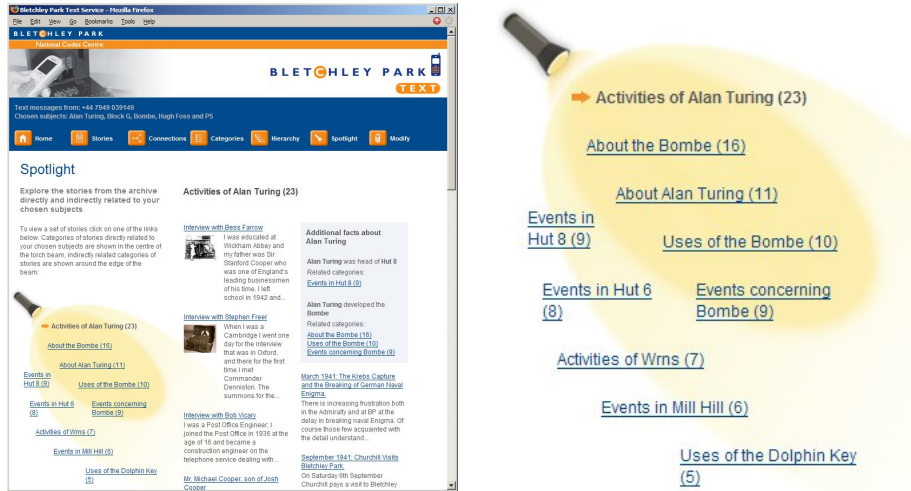 Bletchley Park Text Service - Mozilla Firefox
File Edit View Go Bookmarks Tools Help
BLETCHLEY PARK
National Codes Centre
BLETCHLEY PARK
TEXT
Text messages from: +44 7949 039149
Chosen subjects: Alan Turing, Block G, Bombe, Hugh Foss and P5
Home Stories Connections Categories Hierarchy Spotlight Modify
Spotlight
Explore the stories from the archive
directly and indirectly related to your
chosen subjects
To view a set of stories click on one of the links
below. Categories of stories directly related to
your chosen subjects are shown in the centre of
the torch beam, indirectly related categories of
stories are shown around the edge of the
beam:
Activities of Alan Turing (23)
About the Bombe (16)
About Alan Turing (11)
Events in
Hut 8 (9)
Uses of the Bombe (10)
Events in Hut 6
(8)
Events concerning
Bombe (9)
Activities of Wrns (7)
Events in Mill Hill (6)
Uses of the Dolphin Key
(5)
Activities of Alan Turing (23)
Interview with Bess Farrow
I was educated at
Wickham Abbey and
my father was Sir
Stanford Cooper who
was one of England's
leading businessmen
of his time. I left
school in 1942 and...
Interview with Stephen Freer
When I was a
Cambridge I went one
day for the interview
that was in Oxford,
and there for the first
time I met
Commander
Denniston. The
summons for the...
Interview with Bob Vicary
I was a Post Office Engineer; I
joined the Post Office in 1936 at the
age of 16 and became a
construction engineer on the
telephone service dealing with...
Mr. Michael Cooper, son of Josh
Cooper
Additional facts about
Alan Turing
Alan Turing was head of Hut 8
Related categories:
Events in Hut 8 (9)
Alan Turing developed the
Bombe
Related categories:
About the Bombe (16)
Uses of the Bombe (10)
Events concerning Bombe (9)
March 1941: The Krebs Capture
and the Breaking of German Naval
Enigma.
There is increasing frustration both
in the Admiralty and at BP at the
delay in breaking naval Enigma. Of
course those few acquainted with
the detail understand...
September 1941: Churchill Visits
Bletchley Park.
On Saturday 6th September
Churchill pays a visit to Bletchley
Activities of Alan Turing (23)
About the Bombe (16)
About Alan Turing (11)
Events in
Hut 8 (9)
Uses of the Bombe (10)
Events in Hut 6
(8)
Events concerning
Bombe (9)
Activities of Wrns (7)
Events in Mill Hill (6)
Uses of the Dolphin Key
(5)